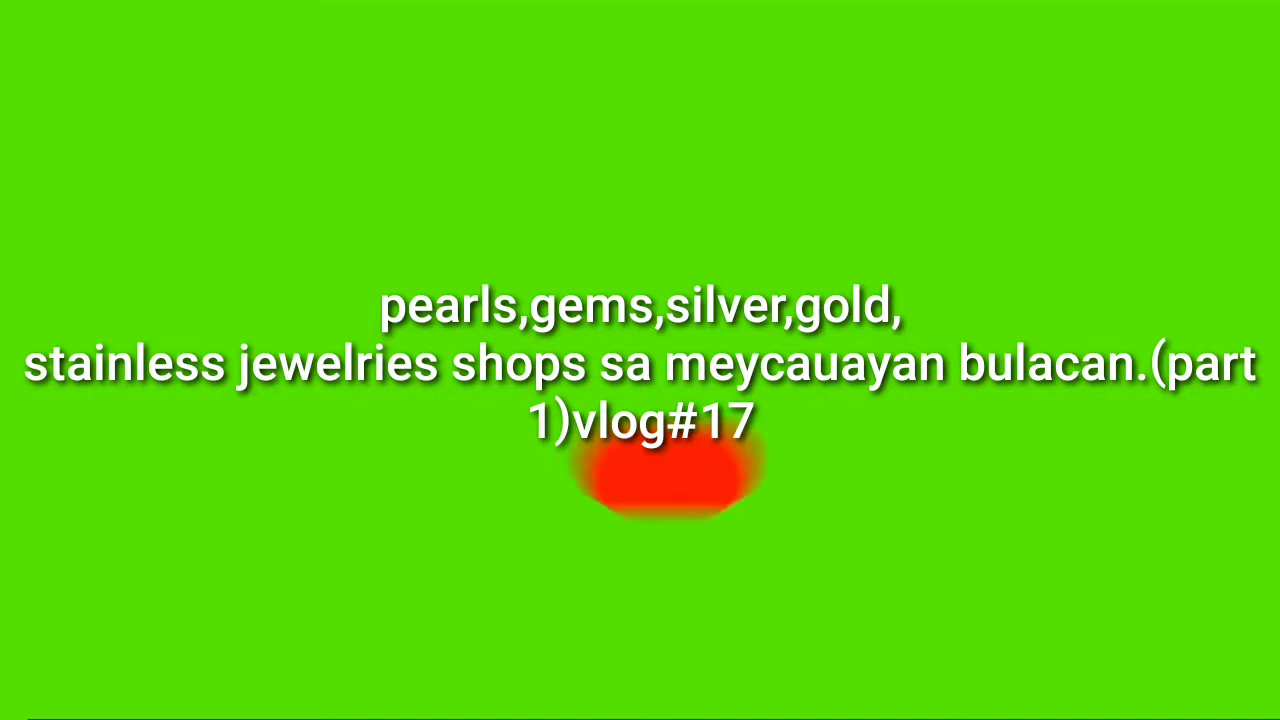 pearls,gems,silver,gold,
stainless jewelries shops sa meycauayan bulacan.(part
1)vlog#17